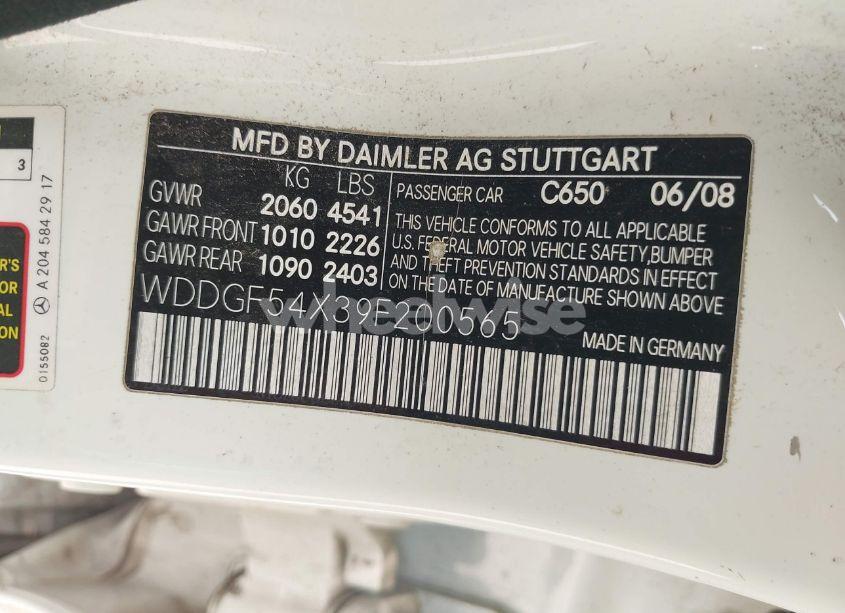 MFD BY DAIMLER AG STUTTGART
KG LBS
GVWR 2060 4541
GAWR FRONT 1010 2226
GAWR REAR 1090 2403
PASSENGER CAR C650 06/08
THIS VEHICLE CONFORMS TO ALL APPLICABLE
U.S. FEDERAL MOTOR VEHICLE SAFETY,BUMPER
AND THEFT PREVENTION STANDARDS IN EFFECT
ON THE DATE OF MANUFACTURE SHOWN ABOVE
WDDGF54X39F200565
MADE IN GERMANY
wheelwise
3
A 204 584 29 17
0155082